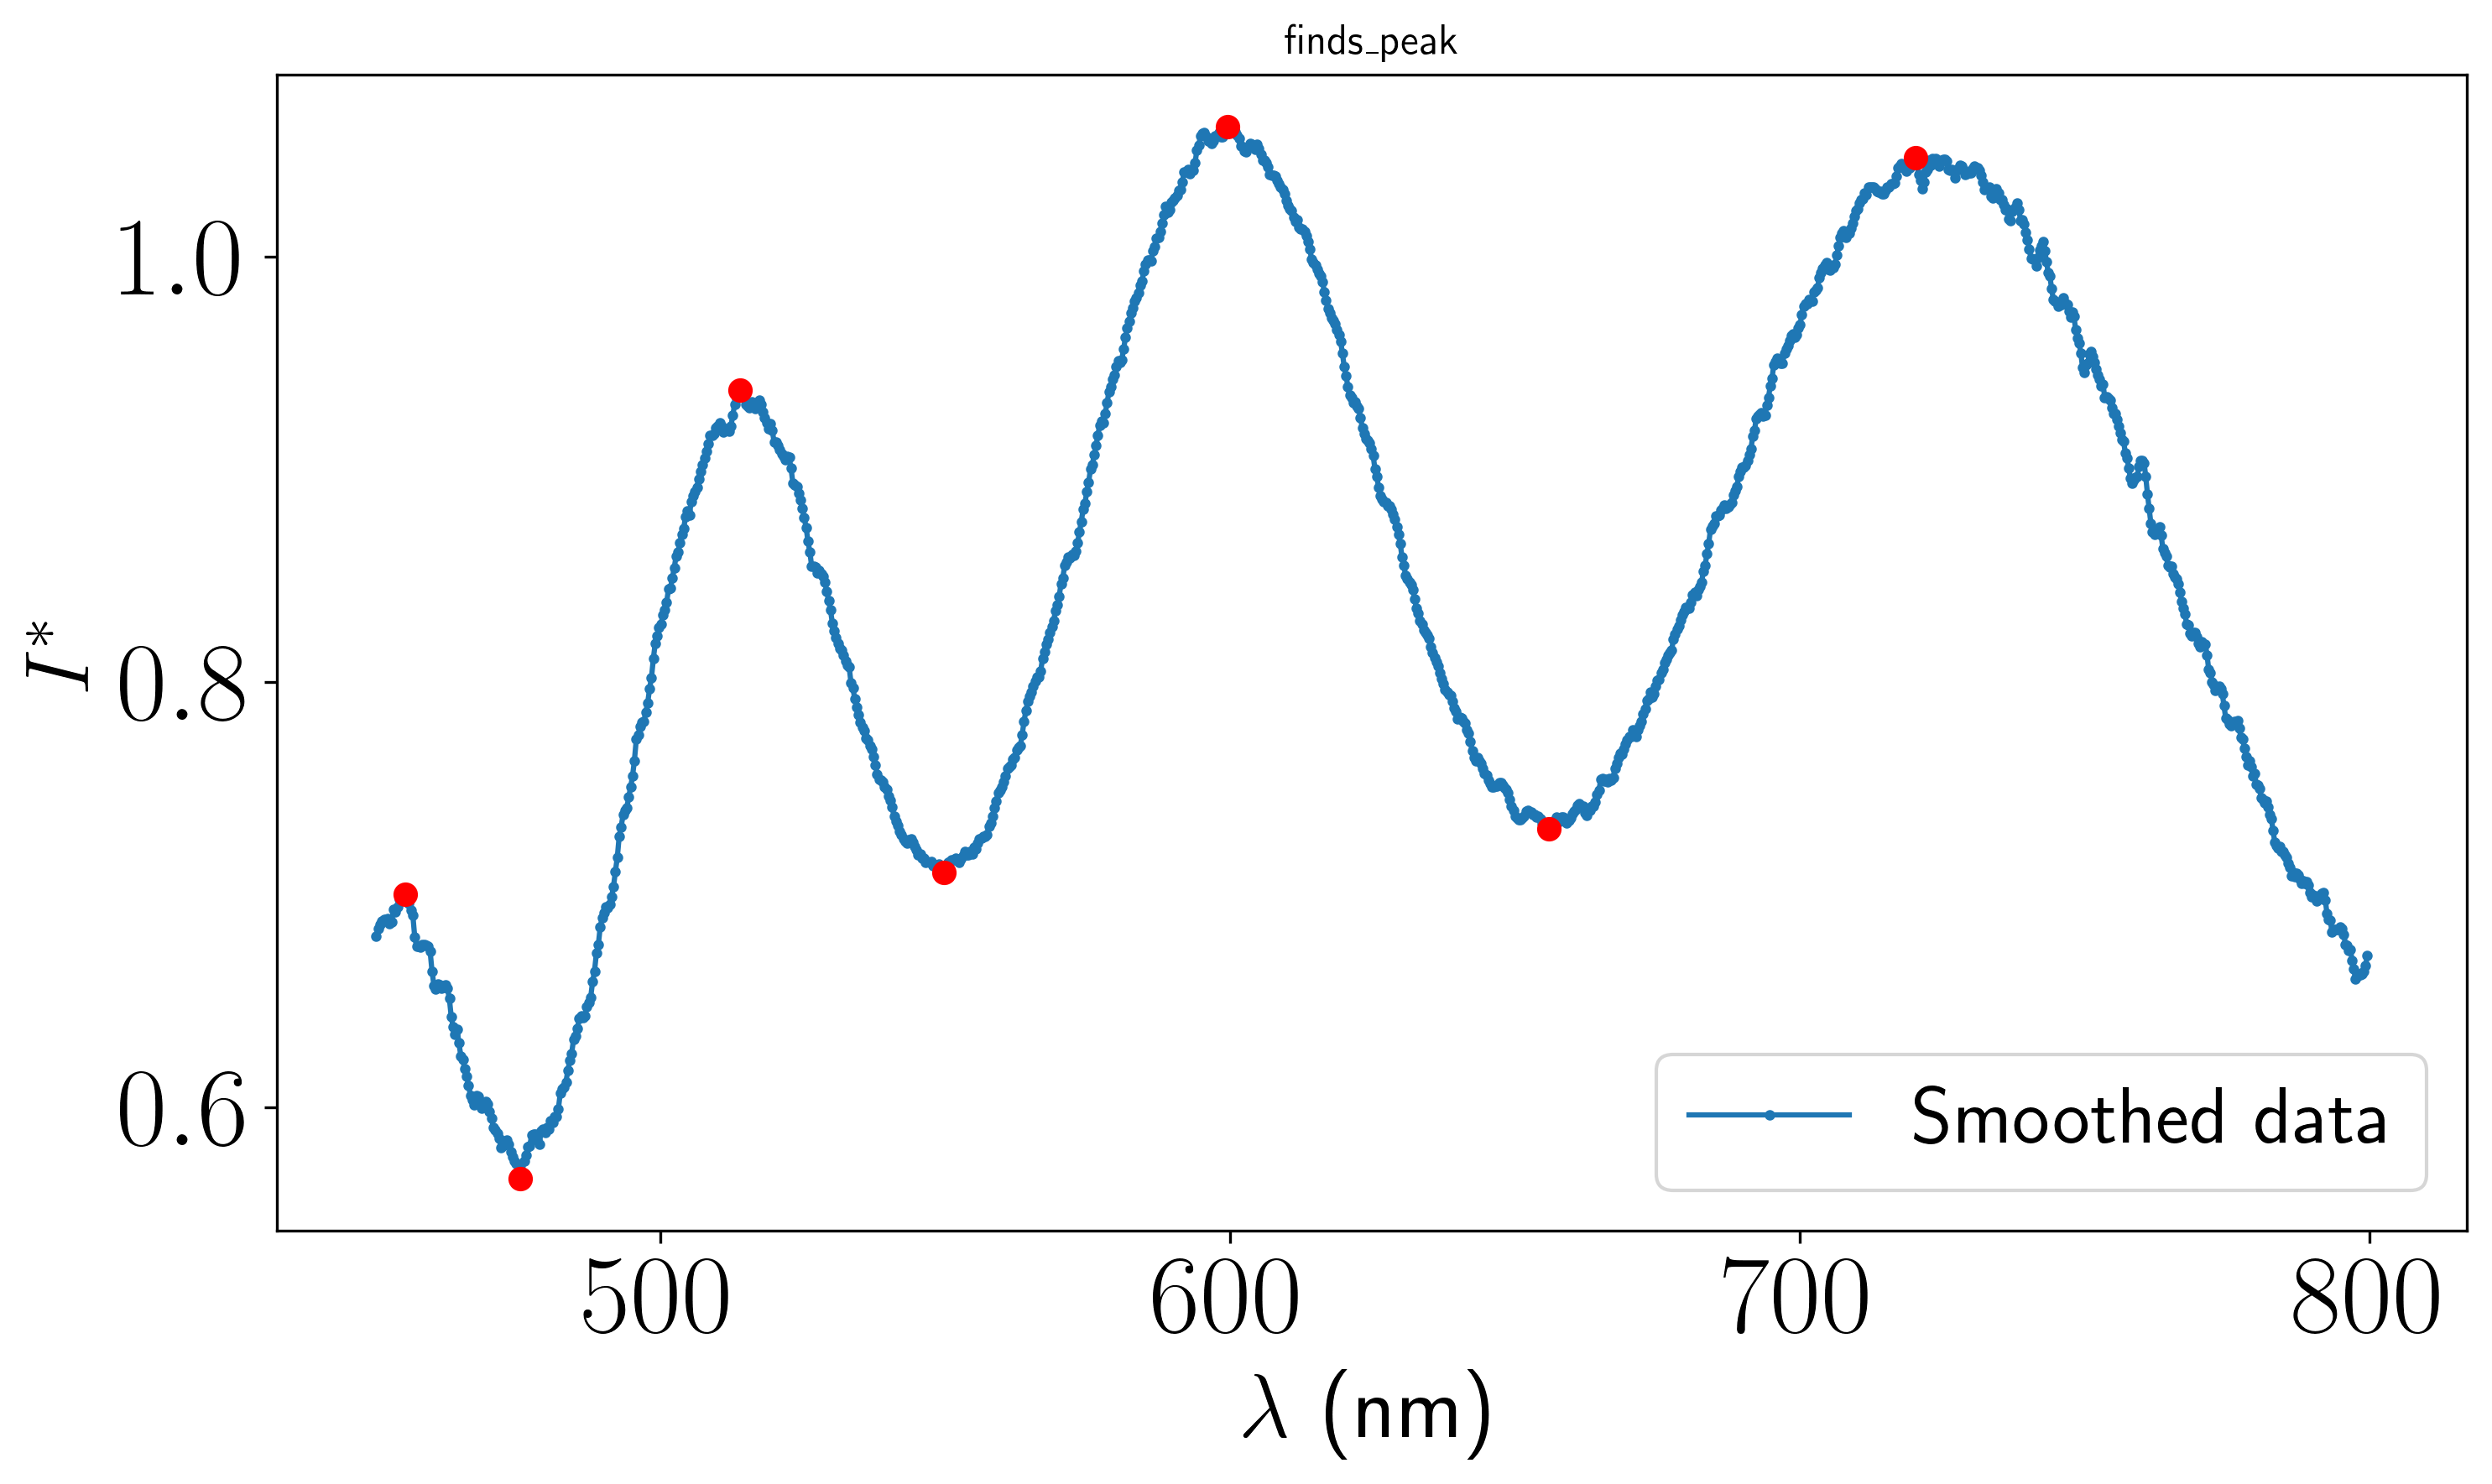 finds_peak
1.0
0.8
0.6
I*
500 600 700 800
λ (nm)
Smoothed data